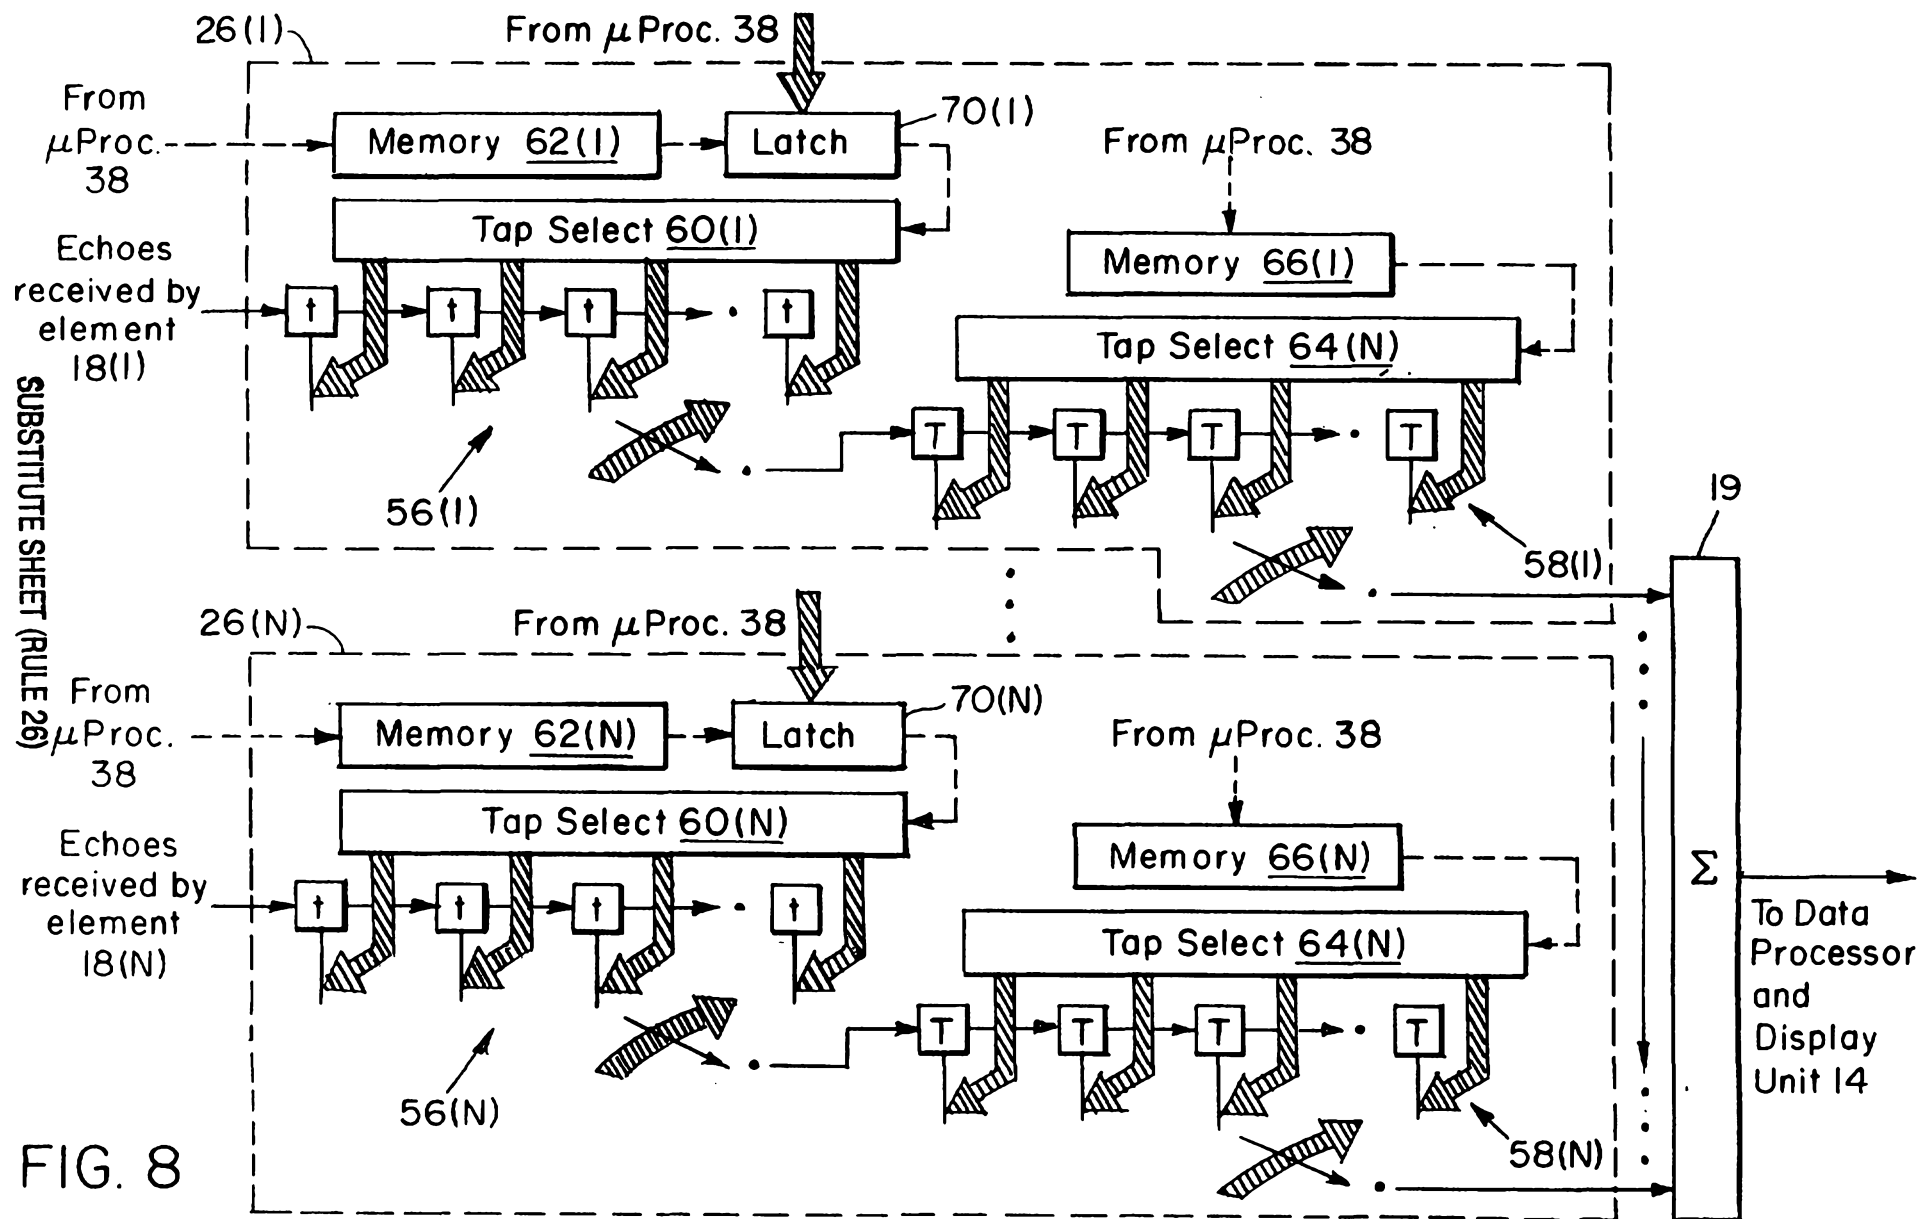 26(1)
From μ Proc. 38
From
μProc.
38
Memory 62(1)
Latch
70(1)
From μProc. 38
Tap Select 60(1)
Memory 66(1)
Echoes
received by
element
18(1)
t
t
t
t
Tap Select 64(N)
T
T
T
T
56(1)
58(1)
19
SUBSTITUTE SHEET (RULE 26)
26(N)
From μ Proc. 38
From
μProc.
38
Memory 62(N)
Latch
70(N)
From μProc. 38
Tap Select 60(N)
Memory 66(N)
Echoes
received by
element
18(N)
t
t
t
t
Tap Select 64(N)
T
T
T
T
56(N)
58(N)
Σ
To Data
Processor
and
Display
Unit 14
FIG. 8